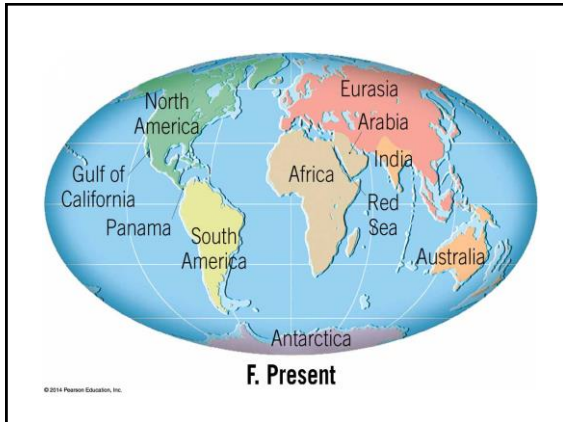 North
America
Gulf of
California
Panama
South
America
Africa
Eurasia
Arabia
India
Red
Sea
Australia
Antarctica
F. Present
© 2014 Pearson Education, Inc.